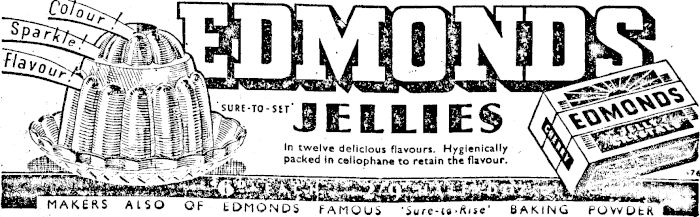 Colour!
Sparkle!
Flavour!
EDMONDS
'SURE-TO-SET'
JELLIES
In twelve delicious flavours. Hygienically
packed in cellophane to retain the flavour.
EDMONDS
MAKERS ALSO OF EDMONDS FAMOUS 'Sure-to-Rise' BAKING POWDER